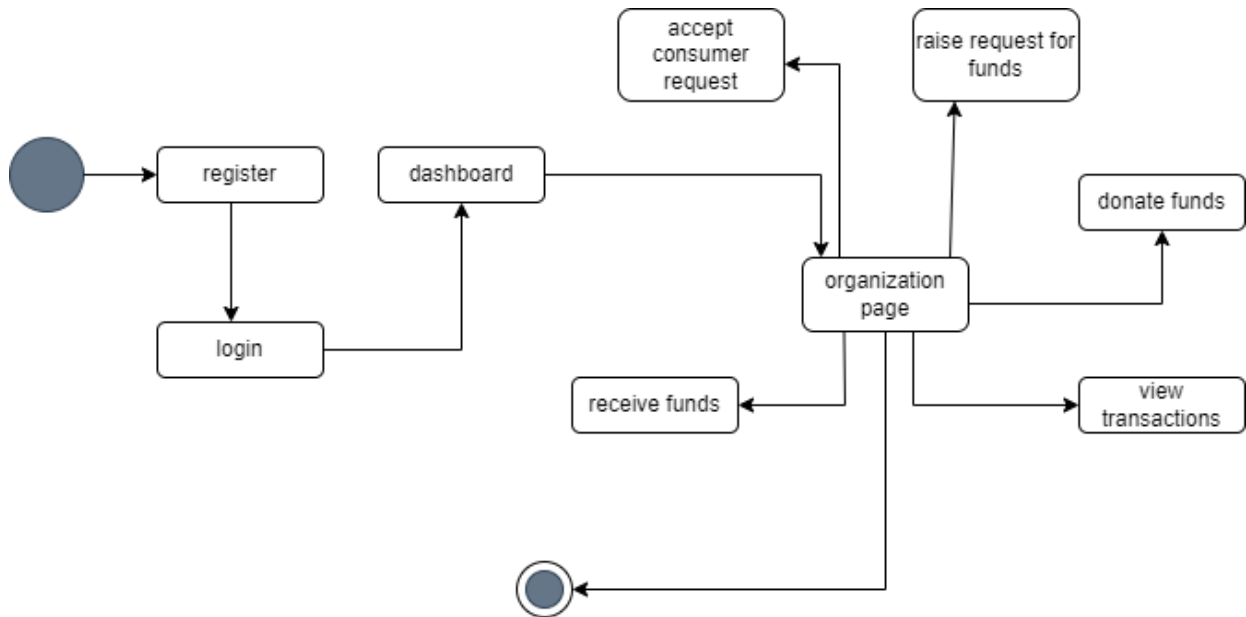 accept
consumer
request
raise request for
funds
register
dashboard
donate funds
organization
page
login
receive funds
view
transactions